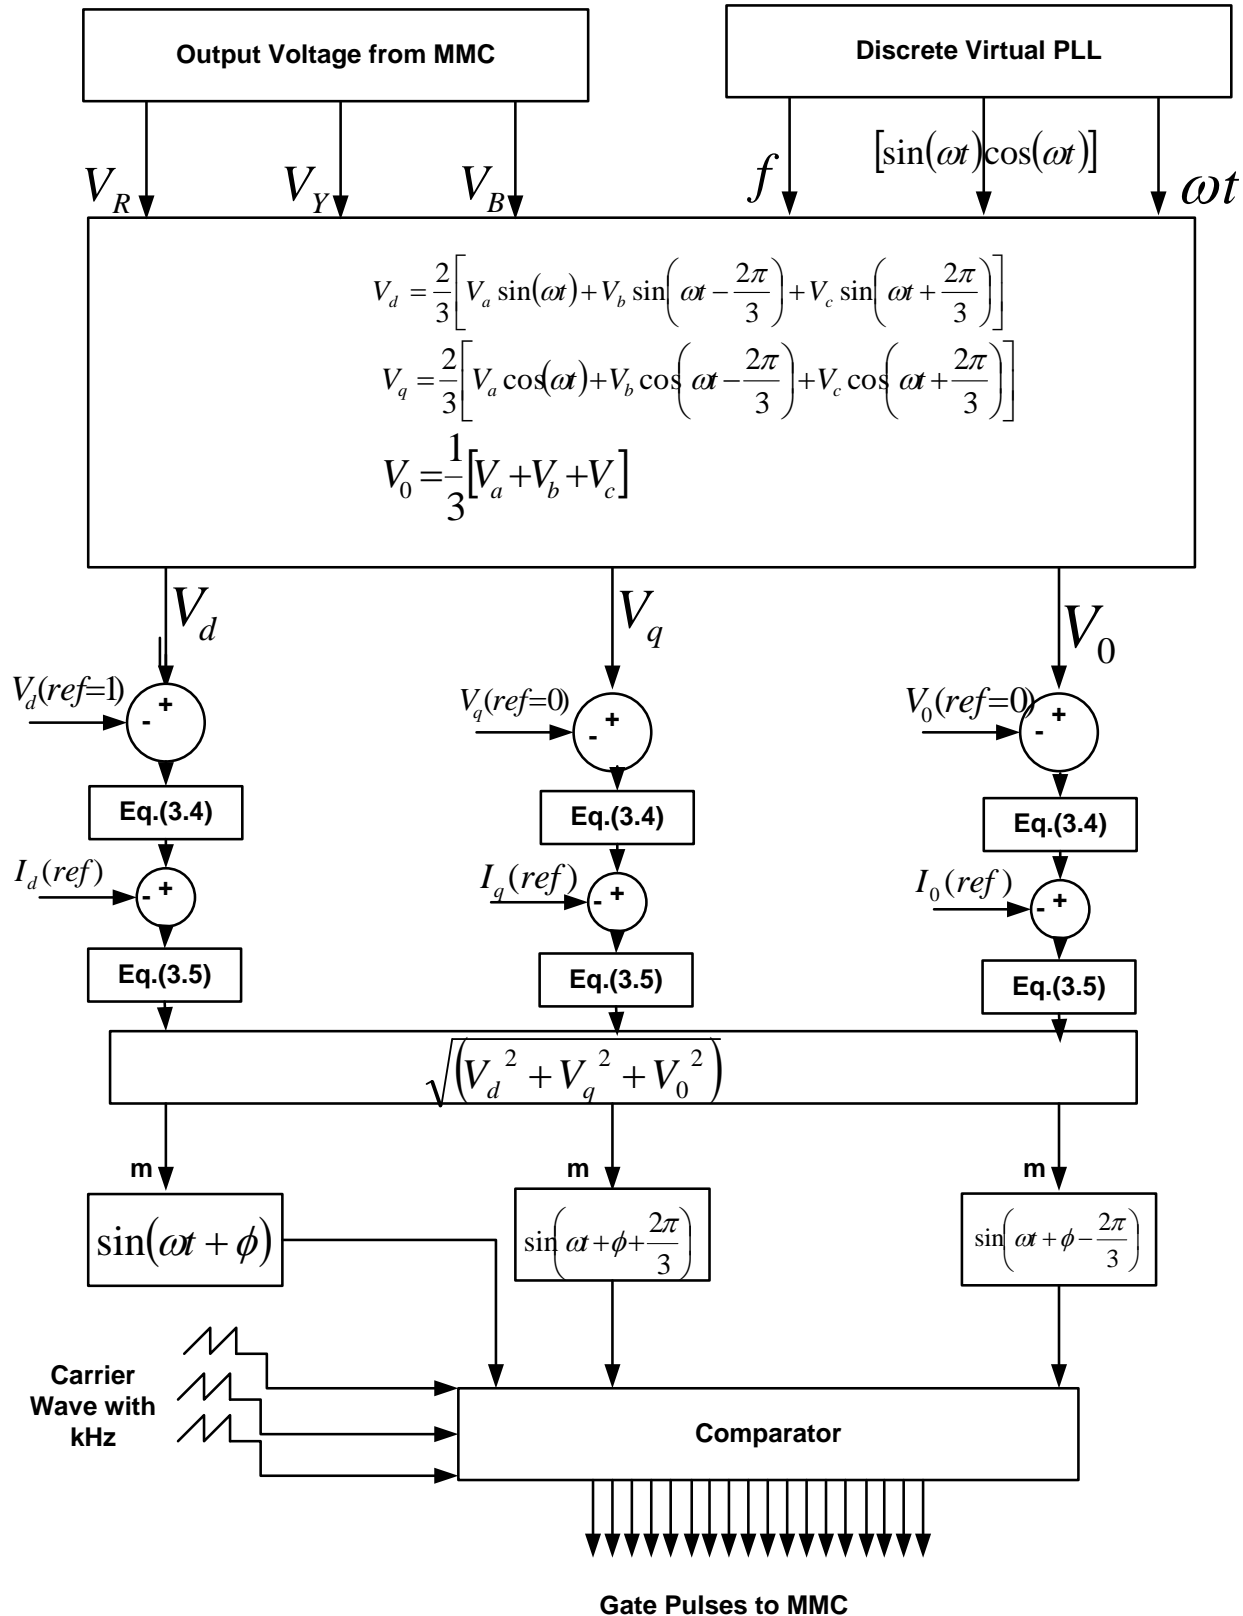 Output Voltage from MMC
Discrete Virtual PLL
V_R V_Y V_B f [sin(ωt)cos(ωt)] ωt
V_d = 2/3[V_a sin(ωt) + V_b sin(ωt − 2π/3) + V_c sin(ωt + 2π/3)]
V_q = 2/3[V_a cos(ωt) + V_b cos(ωt − 2π/3) + V_c cos(ωt + 2π/3)]
V_0 = 1/3[V_a + V_b + V_c]
V_d V_q V_0
V_d(ref=1) + - V_q(ref=0) + - V_0(ref=0) + -
Eq.(3.4) Eq.(3.4) Eq.(3.4)
I_d(ref) + - I_q(ref) + - I_0(ref) + -
Eq.(3.5) Eq.(3.5) Eq.(3.5)
√(V_d² + V_q² + V_0²)
m m m
sin(ωt + ϕ) sin(ωt + ϕ + 2π/3) sin(ωt + ϕ − 2π/3)
Carrier
Wave with
kHz
Comparator
Gate Pulses to MMC